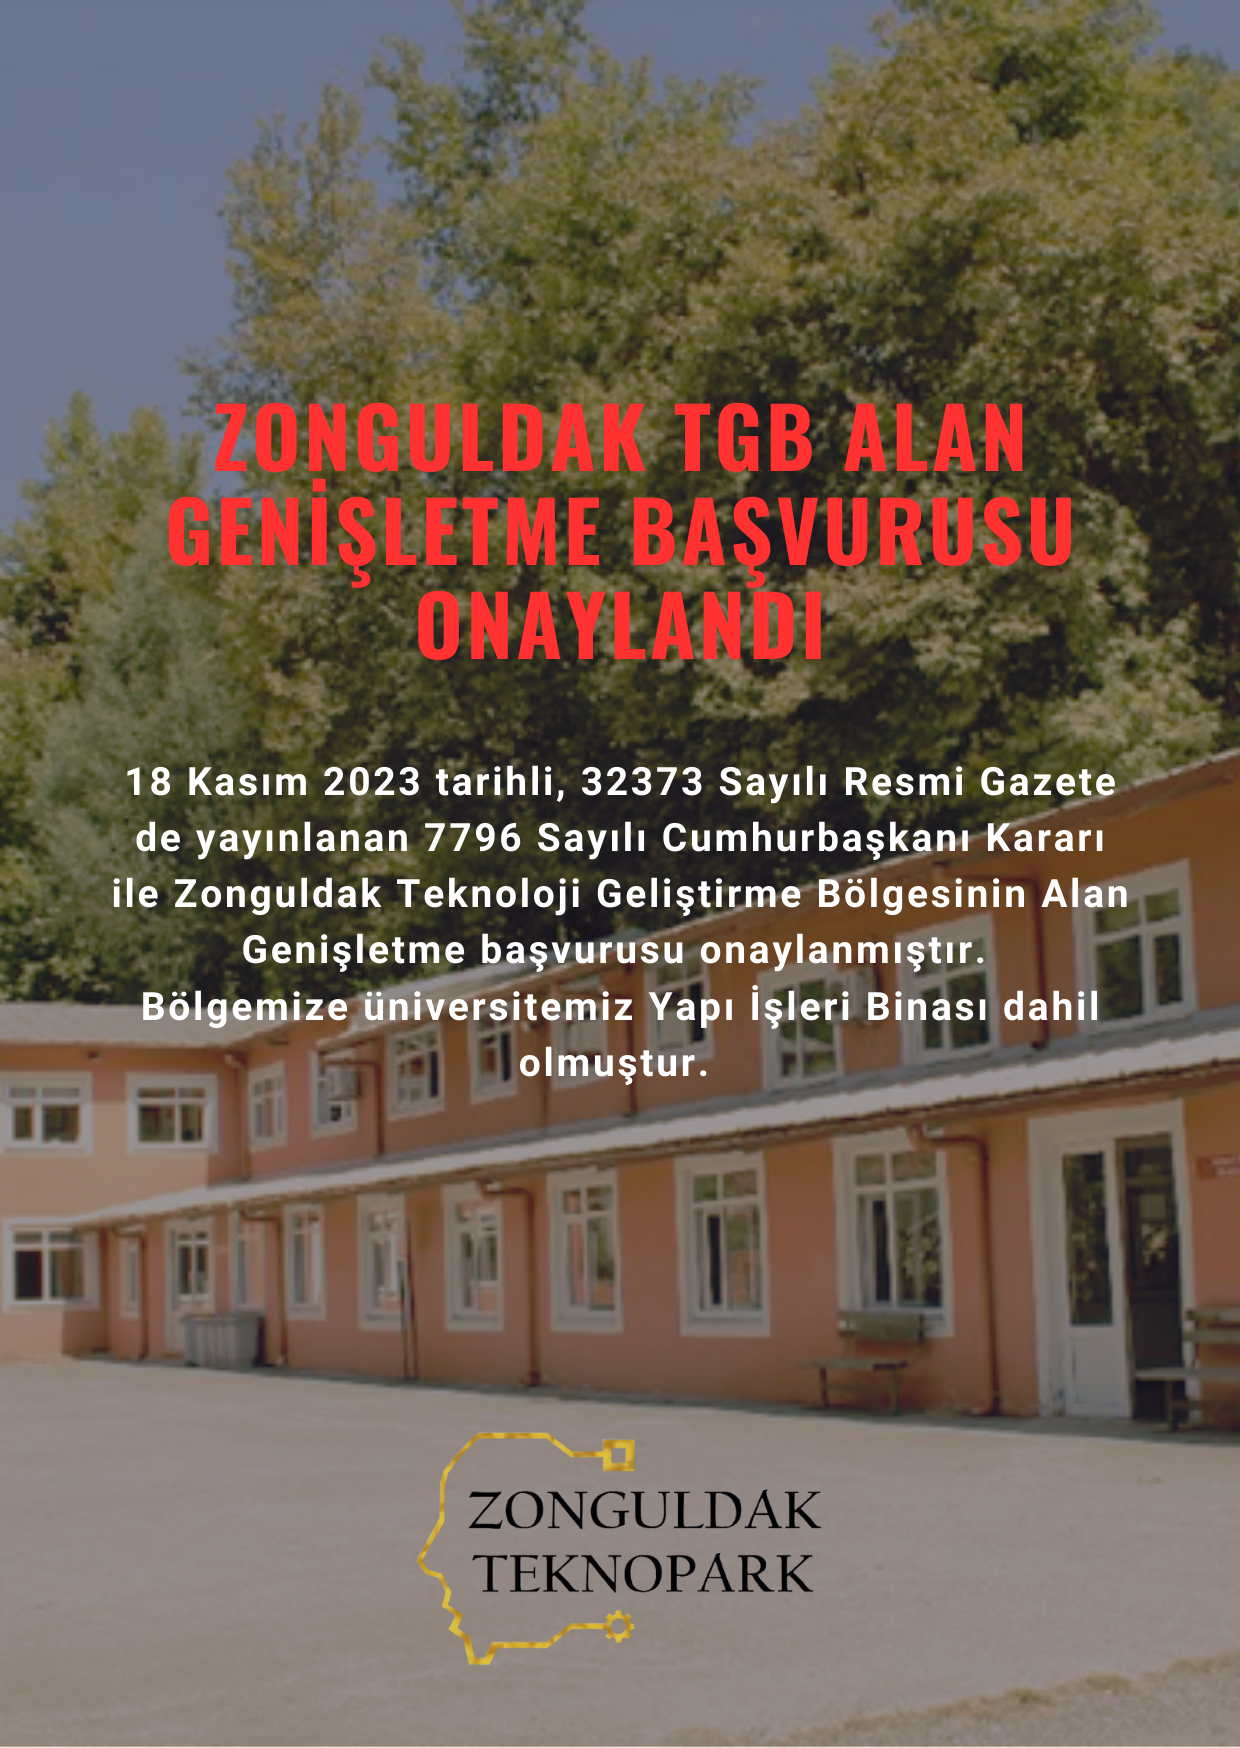 ZONGULDAK TGB ALAN
GENİŞLETME BAŞVURUSU
ONAYLANDI
18 Kasım 2023 tarihli, 32373 Sayılı Resmi Gazete
de yayınlanan 7796 Sayılı Cumhurbaşkanı Kararı
ile Zonguldak Teknoloji Geliştirme Bölgesinin Alan
Genişletme başvurusu onaylanmıştır.
Bölgemize üniversitemiz Yapı İşleri Binası dahil
olmuştur.
ZONGULDAK
TEKNOPARK